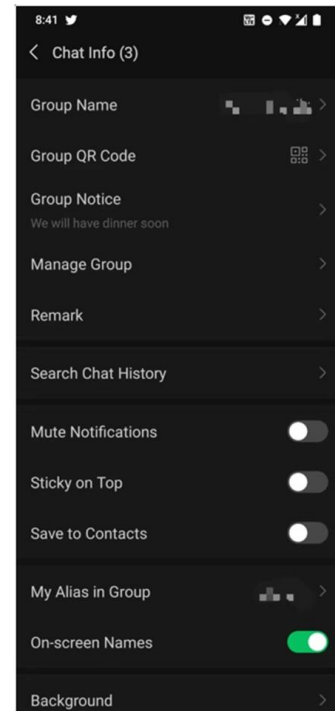 8:41
Chat Info (3)
Group Name
Group QR Code
Group Notice
We will have dinner soon
Manage Group
Remark
Search Chat History
Mute Notifications
Sticky on Top
Save to Contacts
My Alias in Group
On-screen Names
Background